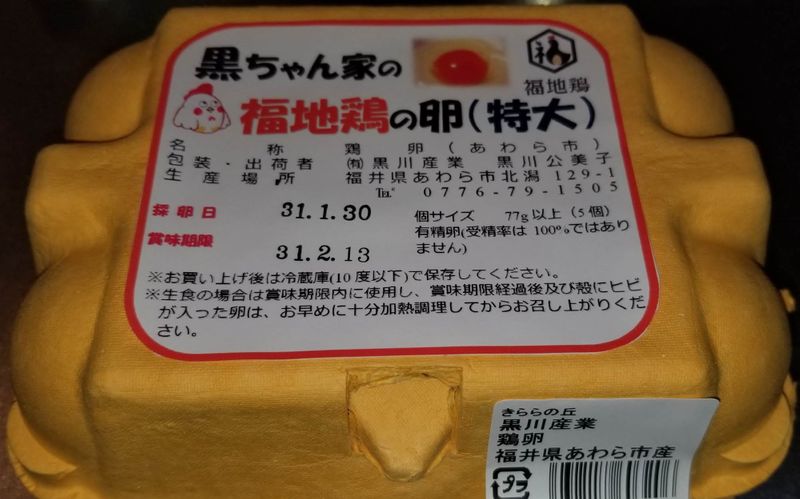 黒ちゃん家の
福
福地鶏
福地鶏の卵(特大)
名称 鶏卵(あわら市)
包装・出荷者 ㈲黒川産業 黒川公美子
生産場所 福井県あわら市北潟129-1
℡ 0776-79-1505
採卵日 31.1.30
賞味期限 31.2.13
個サイズ 77g以上(5個)
有精卵(受精率は100%ではあり
ません)
※お買い上げ後は冷蔵庫(10度以下)で保存してください。
※生食の場合は賞味期限内に使用し、賞味期限経過後及び殻にヒビ
が入った卵は、お早めに十分加熱調理してからお召し上がりくだ
さい。
きららの丘
黒川産業
鶏卵
福井県あわら市産
プラ